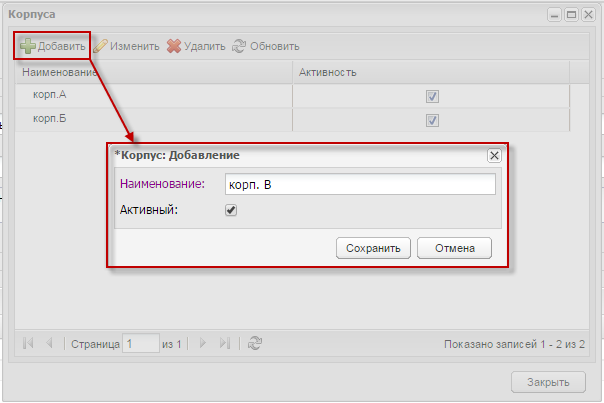 Корпуса
Добавить Изменить Удалить Обновить
Наименование Активность
корп.А
корп.Б
*Корпус: Добавление
Наименование: корп. В
Активный:
Сохранить Отмена
Страница 1 из 1 Показано записей 1 - 2 из 2
Закрыть